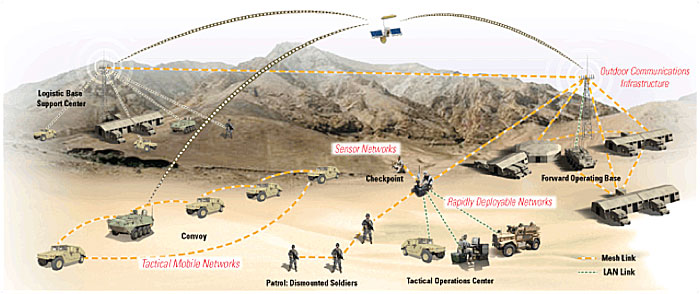 Outdoor Communications
Infrastructure
Logistic Base
Support Center
Sensor Networks
Checkpoint
Forward Operating Base
Rapidly Deployable Networks
Convoy
Tactical Mobile Networks
Mesh Link
LAN Link
Patrol: Dismounted Soldiers
Tactical Operations Center